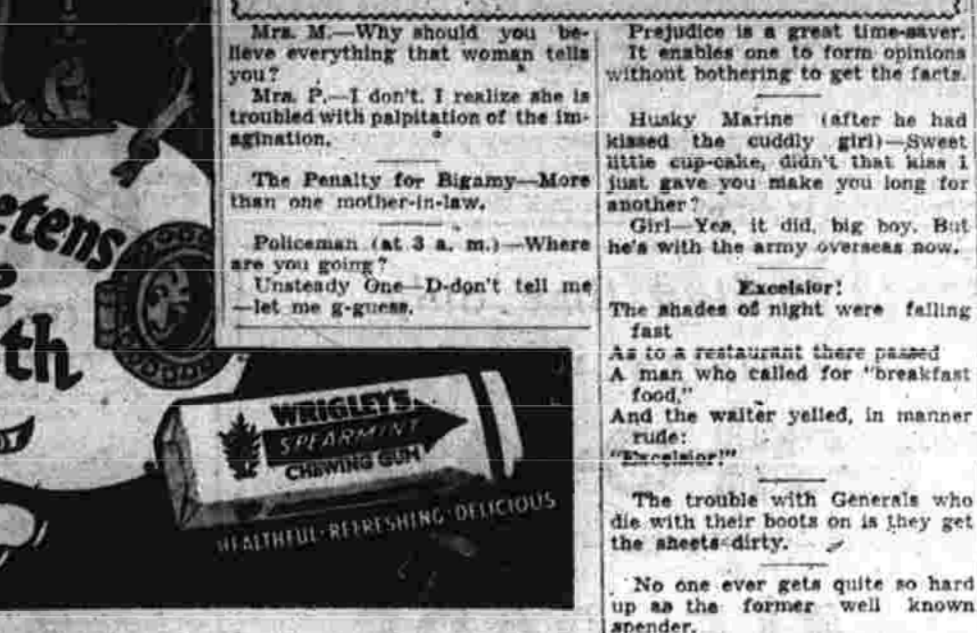 Mrs. M.—Why should you be-
lieve everything that woman tells
you?
Mrs. P.—I don't. I realize she is
troubled with palpitation of the im-
agination.
The Penalty for Bigamy—More
than one mother-in-law.
Policeman (at 3 a. m.)—Where
are you going?
Unsteady One—D-don't tell me
—let me g-guess.
etens
th
WRIGLEY'S
SPEARMINT
CHEWING GUM
HEALTHFUL·REFRESHING·DELICIOUS
Prejudice is a great time-saver.
It enables one to form opinions
without bothering to get the facts.
Husky Marine (after he had
kissed the cuddly girl)—Sweet
little cup-cake, didn't that kiss I
just gave you make you long for
another?
Girl—Yes, it did, big boy. But
he's with the army overseas now.
Excelsior!
The shades of night were falling
fast
As to a restaurant there passed
A man who called for "breakfast
food,"
And the waiter yelled, in manner
rude:
"Excelsior!"
The trouble with Generals who
die with their boots on is they get
the sheets dirty.
No one ever gets quite so hard
up as the former well known
spender.